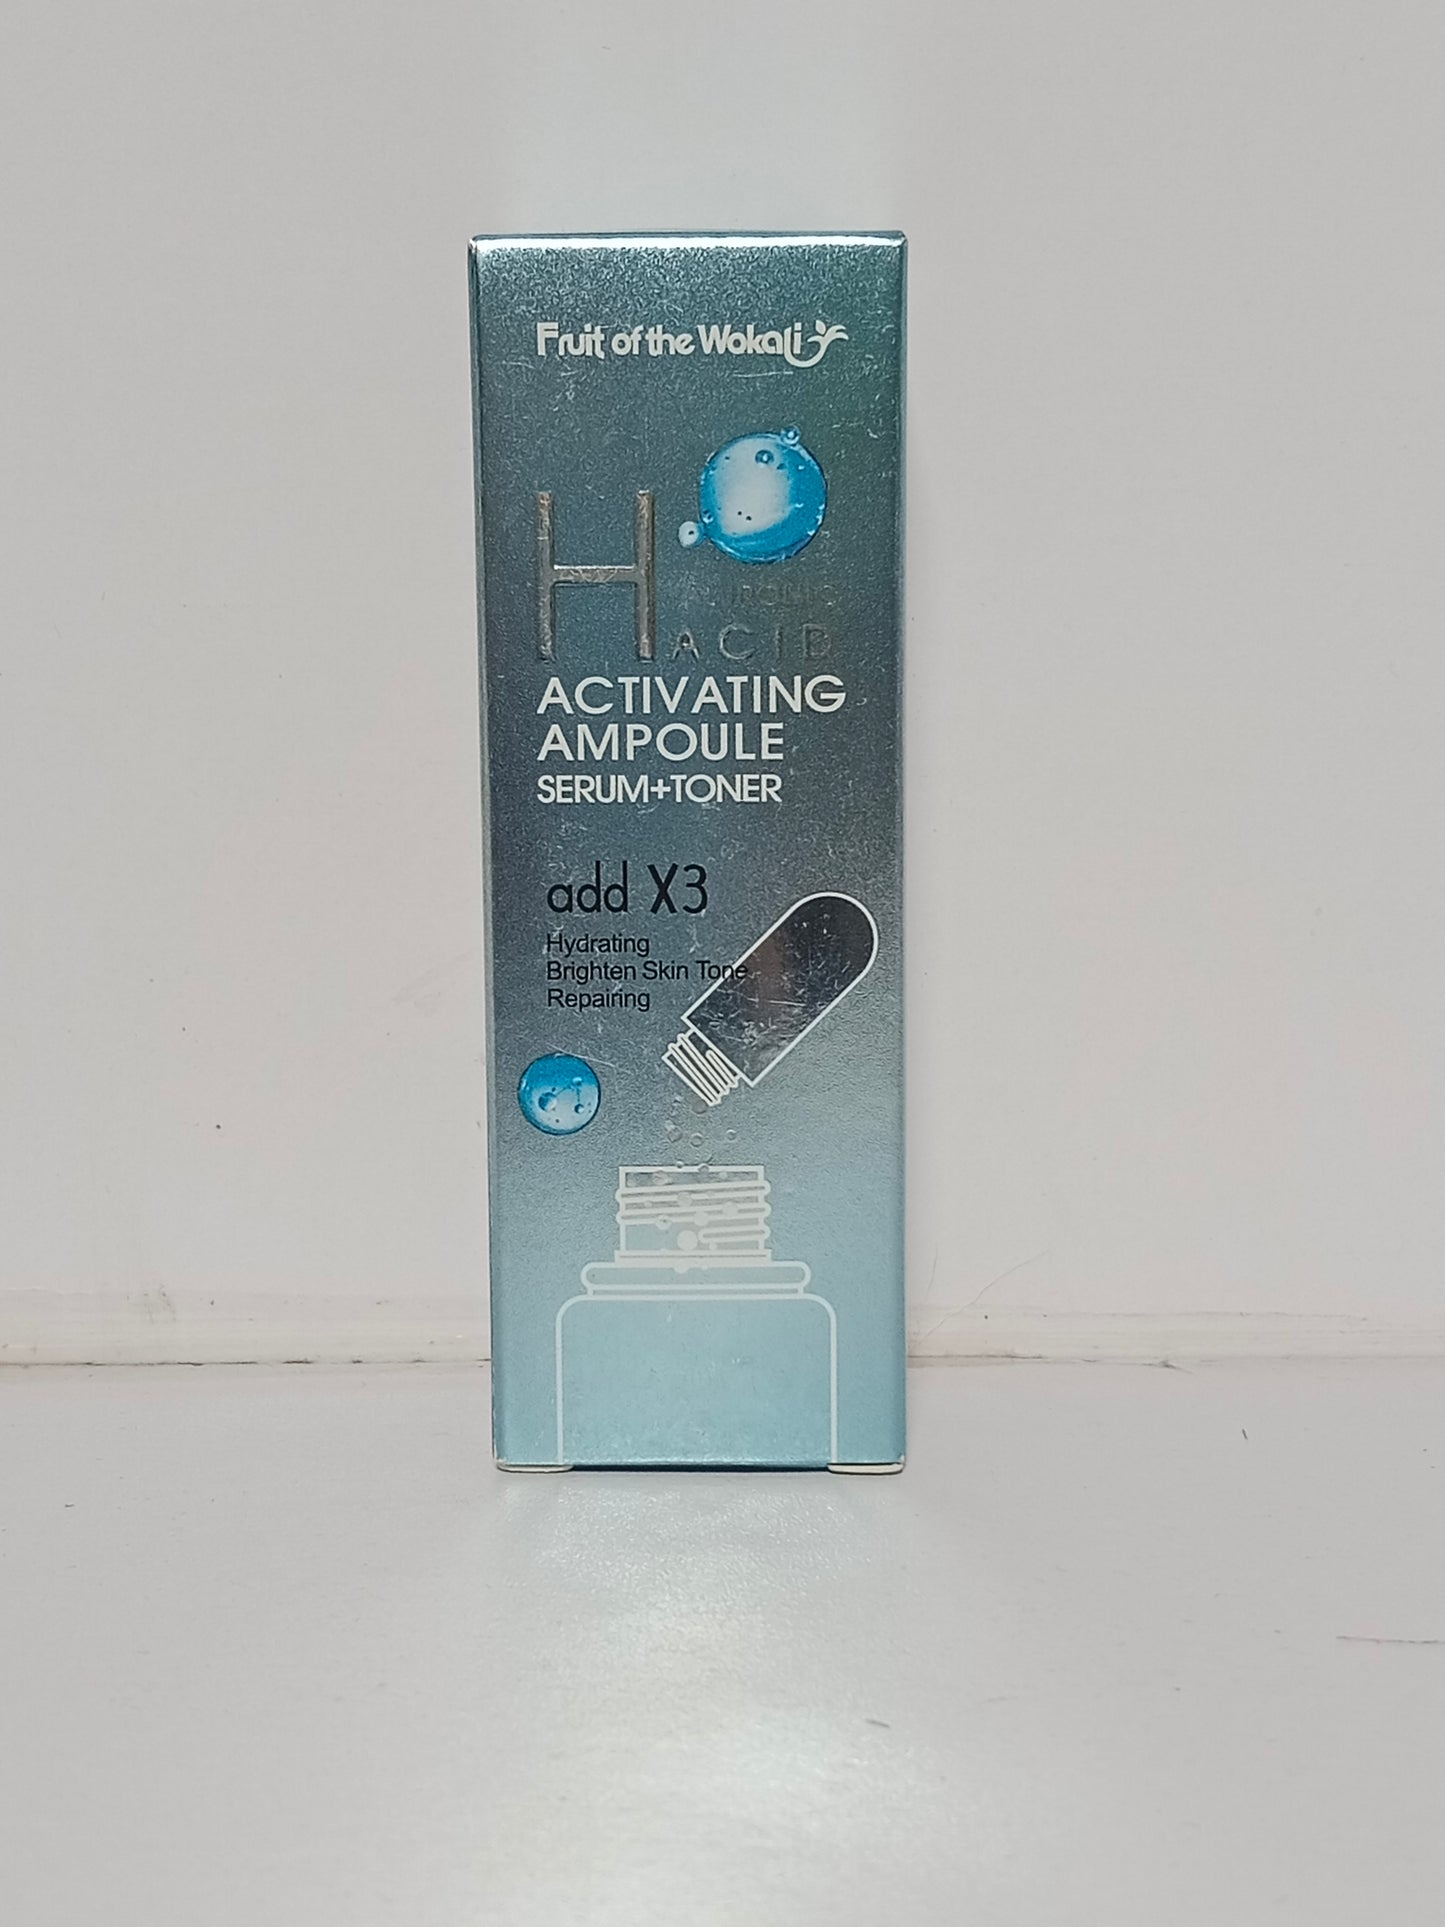 Fruit of the Wokali
H
ACID
ACTIVATING
AMPOULE
SERUM+TONER
add X3
Hydrating
Brighten Skin Tone
Repairing